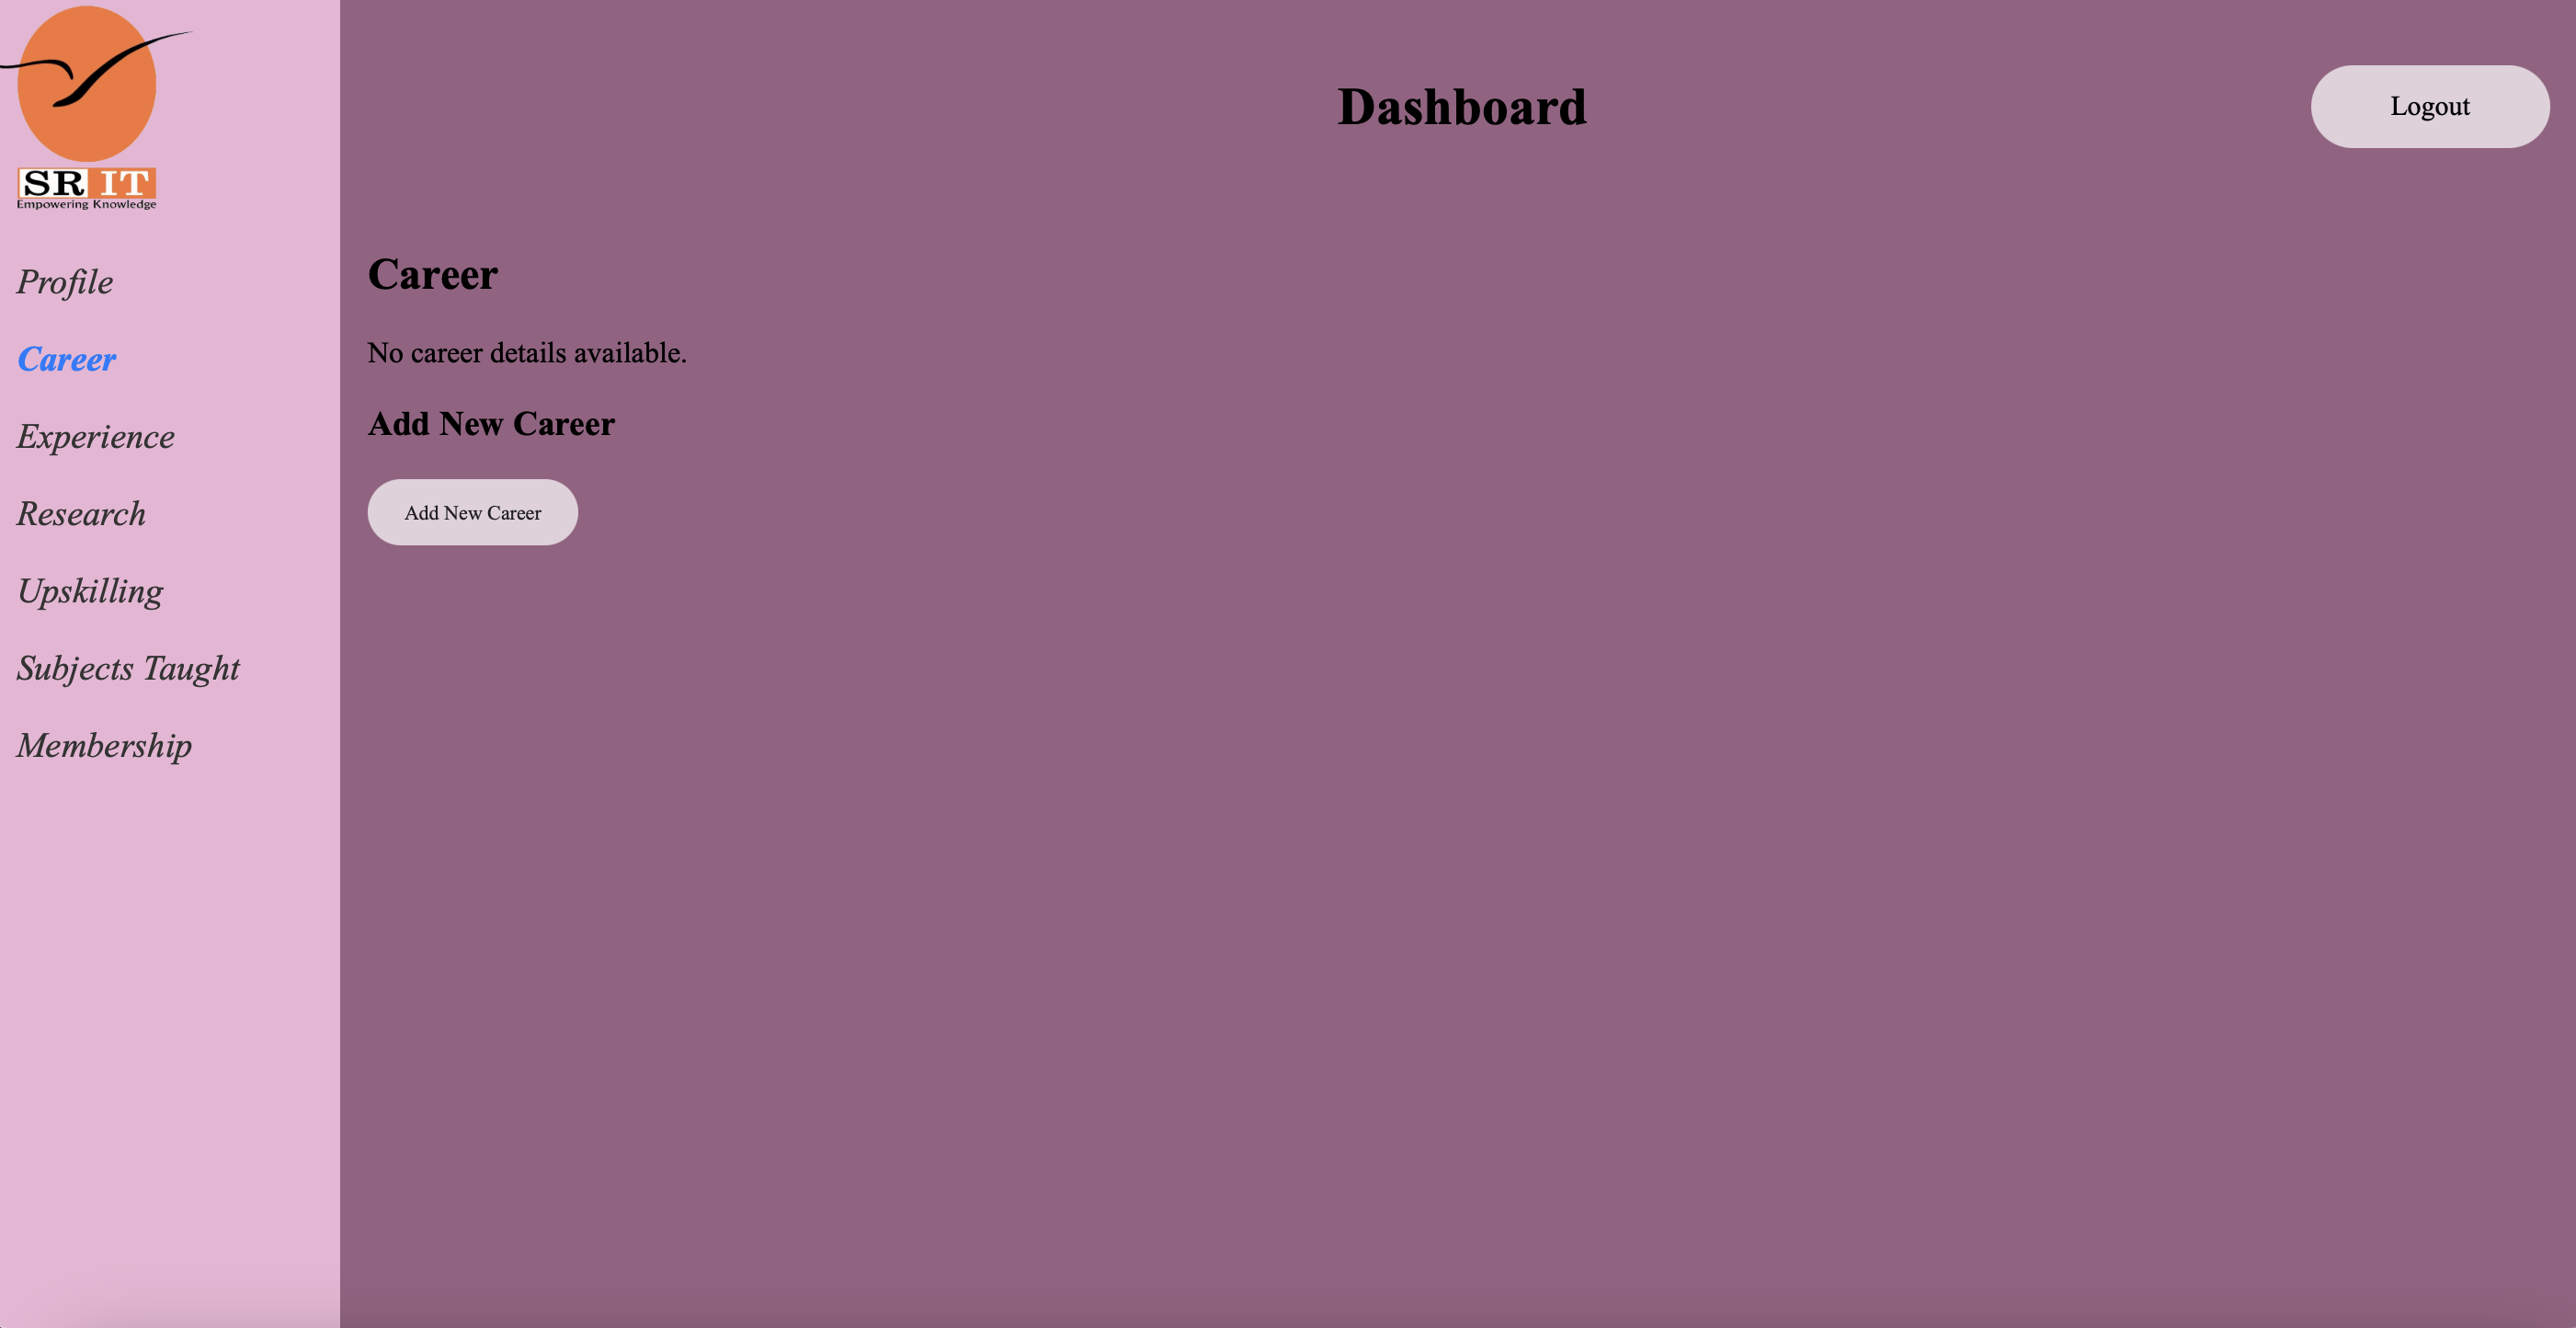 SR IT
Empowering Knowledge
Profile
Career
Experience
Research
Upskilling
Subjects Taught
Membership
Dashboard
Logout
Career
No career details available.
Add New Career
Add New Career